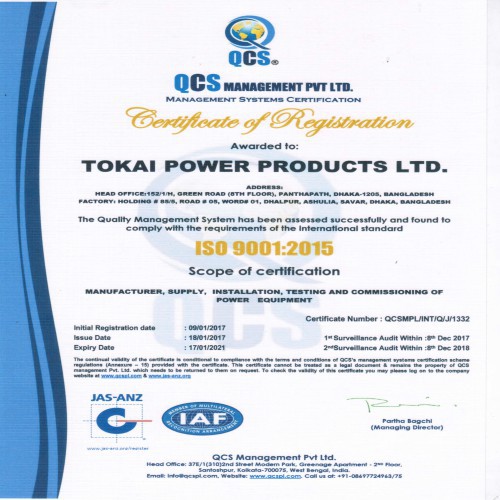 QCS®
QCS MANAGEMENT PVT LTD.
MANAGEMENT SYSTEMS CERTIFICATION
Certificate of Registration
Awarded to:
TOKAI POWER PRODUCTS LTD.
ADDRESS:
HEAD OFFICE:152/1/H, GREEN ROAD (6TH FLOOR), PANTHAPATH, DHAKA-1205, BANGLADESH
FACTORY: HOLDING # 85/5, ROAD # 05, WORD# 01, DHALPUR, ASHULIA, SAVAR, DHAKA, BANGLADESH
The Quality Management System has been assessed successfully and found to
comply with the requirements of the International standard
ISO 9001:2015
Scope of certification
MANUFACTURER, SUPPLY, INSTALLATION, TESTING AND COMMISSIONING OF
POWER EQUIPMENT
Certificate Number : QCSMPL/INT/Q/J/1332
Initial Registration date : 09/01/2017
Issue Date : 18/01/2017
Expiry Date : 17/01/2021
1st Surveillance Audit Within :8th Dec 2017
2nd Surveillance Audit Within :8th Dec 2018
The continual validity of the certificate is conditional to compliance with the terms and conditions of QCS's management systems certification scheme
regulations (Annexure – 15) provided with the certificate. This certificate cannot be treated as a legal document & remains the property of QCS
management Pvt. Ltd. which needs to be returned to them on request. To check the validity of this certificate you may please log on to the company
website at www.qcspl.com & www.jas-anz.org
JAS-ANZ
C
www.jas-anz.org/register
MEMBER OF MULTILATERAL
IAF
RECOGNITION ARRANGEMENT
Partha Bagchi
(Managing Director)
QCS Management Pvt Ltd.
Head Office: 375/1(310)2nd Street Modern Park, Greenage Apartment - 2nd Floor,
Santoshpur, Kolkata-700075, West Bengal, India.
Email: info@qcspl.com, Website: www.qcspl.com. Call us at: +91-08697724963/75